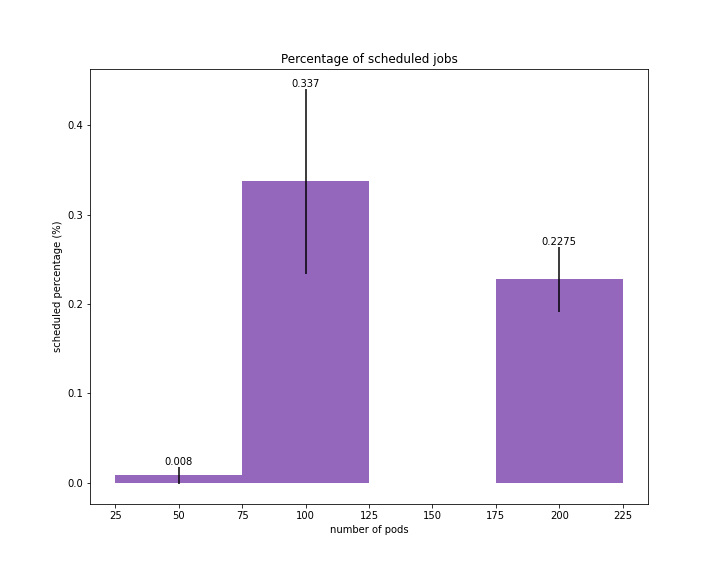 Percentage of scheduled jobs
0.337
0.4
0.3
0.2275
0.2
0.1
0.008
0.0
scheduled percentage (%)
25 50 75 100 125 150 175 200 225
number of pods